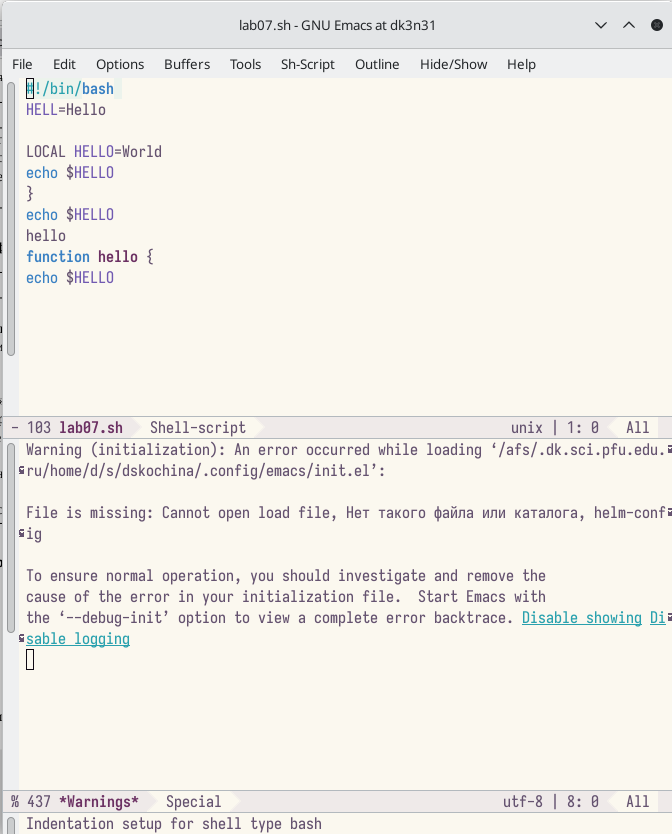 lab07.sh - GNU Emacs at dk3n31
File Edit Options Buffers Tools Sh-Script Outline Hide/Show Help
#!/bin/bash
HELL=Hello
LOCAL HELLO=World
echo $HELLO
}
echo $HELLO
hello
function hello {
echo $HELLO
- 103 lab07.sh Shell-script unix | 1: 0 All
Warning (initialization): An error occurred while loading ‘/afs/.dk.sci.pfu.edu.
ru/home/d/s/dskochina/.config/emacs/init.el’:
File is missing: Cannot open load file, Нет такого файла или каталога, helm-conf
ig
To ensure normal operation, you should investigate and remove the
cause of the error in your initialization file.  Start Emacs with
the ‘--debug-init’ option to view a complete error backtrace. Disable showing Di
sable logging
% 437 *Warnings* Special utf-8 | 8: 0 All
Indentation setup for shell type bash